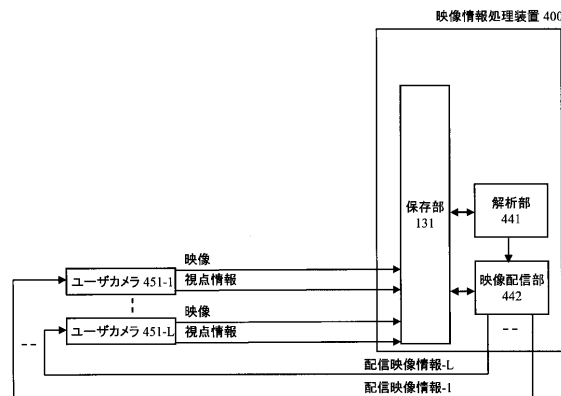 映像情報処理装置 400
保存部
131
解析部
441
映像配信部
442
映像
視点情報
ユーザカメラ 451-1
映像
視点情報
ユーザカメラ 451-L
配信映像情報-L
配信映像情報-1